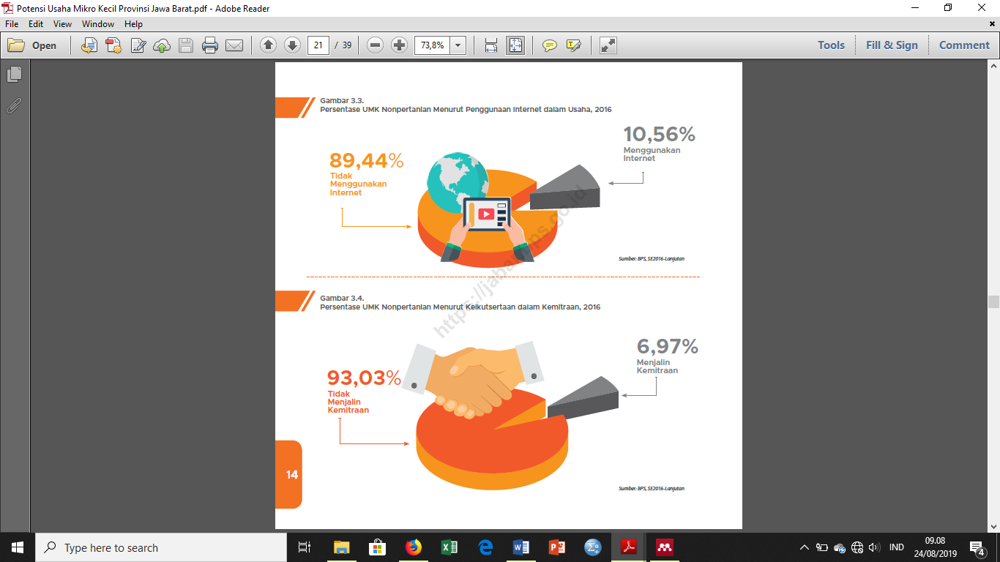 Potensi Usaha Mikro Kecil Provinsi Jawa Barat.pdf - Adobe Reader
File Edit View Window Help
Open 21 / 39 73,8% Tools Fill & Sign Comment
Gambar 3.3.
Persentase UMK Nonpertanian Menurut Penggunaan Internet dalam Usaha, 2016
10,56%
Menggunakan
Internet
89,44%
Tidak
Menggunakan
Internet
Sumber: BPS, SE2016-Lanjutan
Gambar 3.4.
Persentase UMK Nonpertanian Menurut Keikutsertaan dalam Kemitraan, 2016
https://jabar.bps.go.id
6,97%
Menjalin
Kemitraan
93,03%
Tidak
Menjalin
Kemitraan
14
Sumber: BPS, SE2016-Lanjutan
Type here to search
IND
09.08
24/08/2019
4